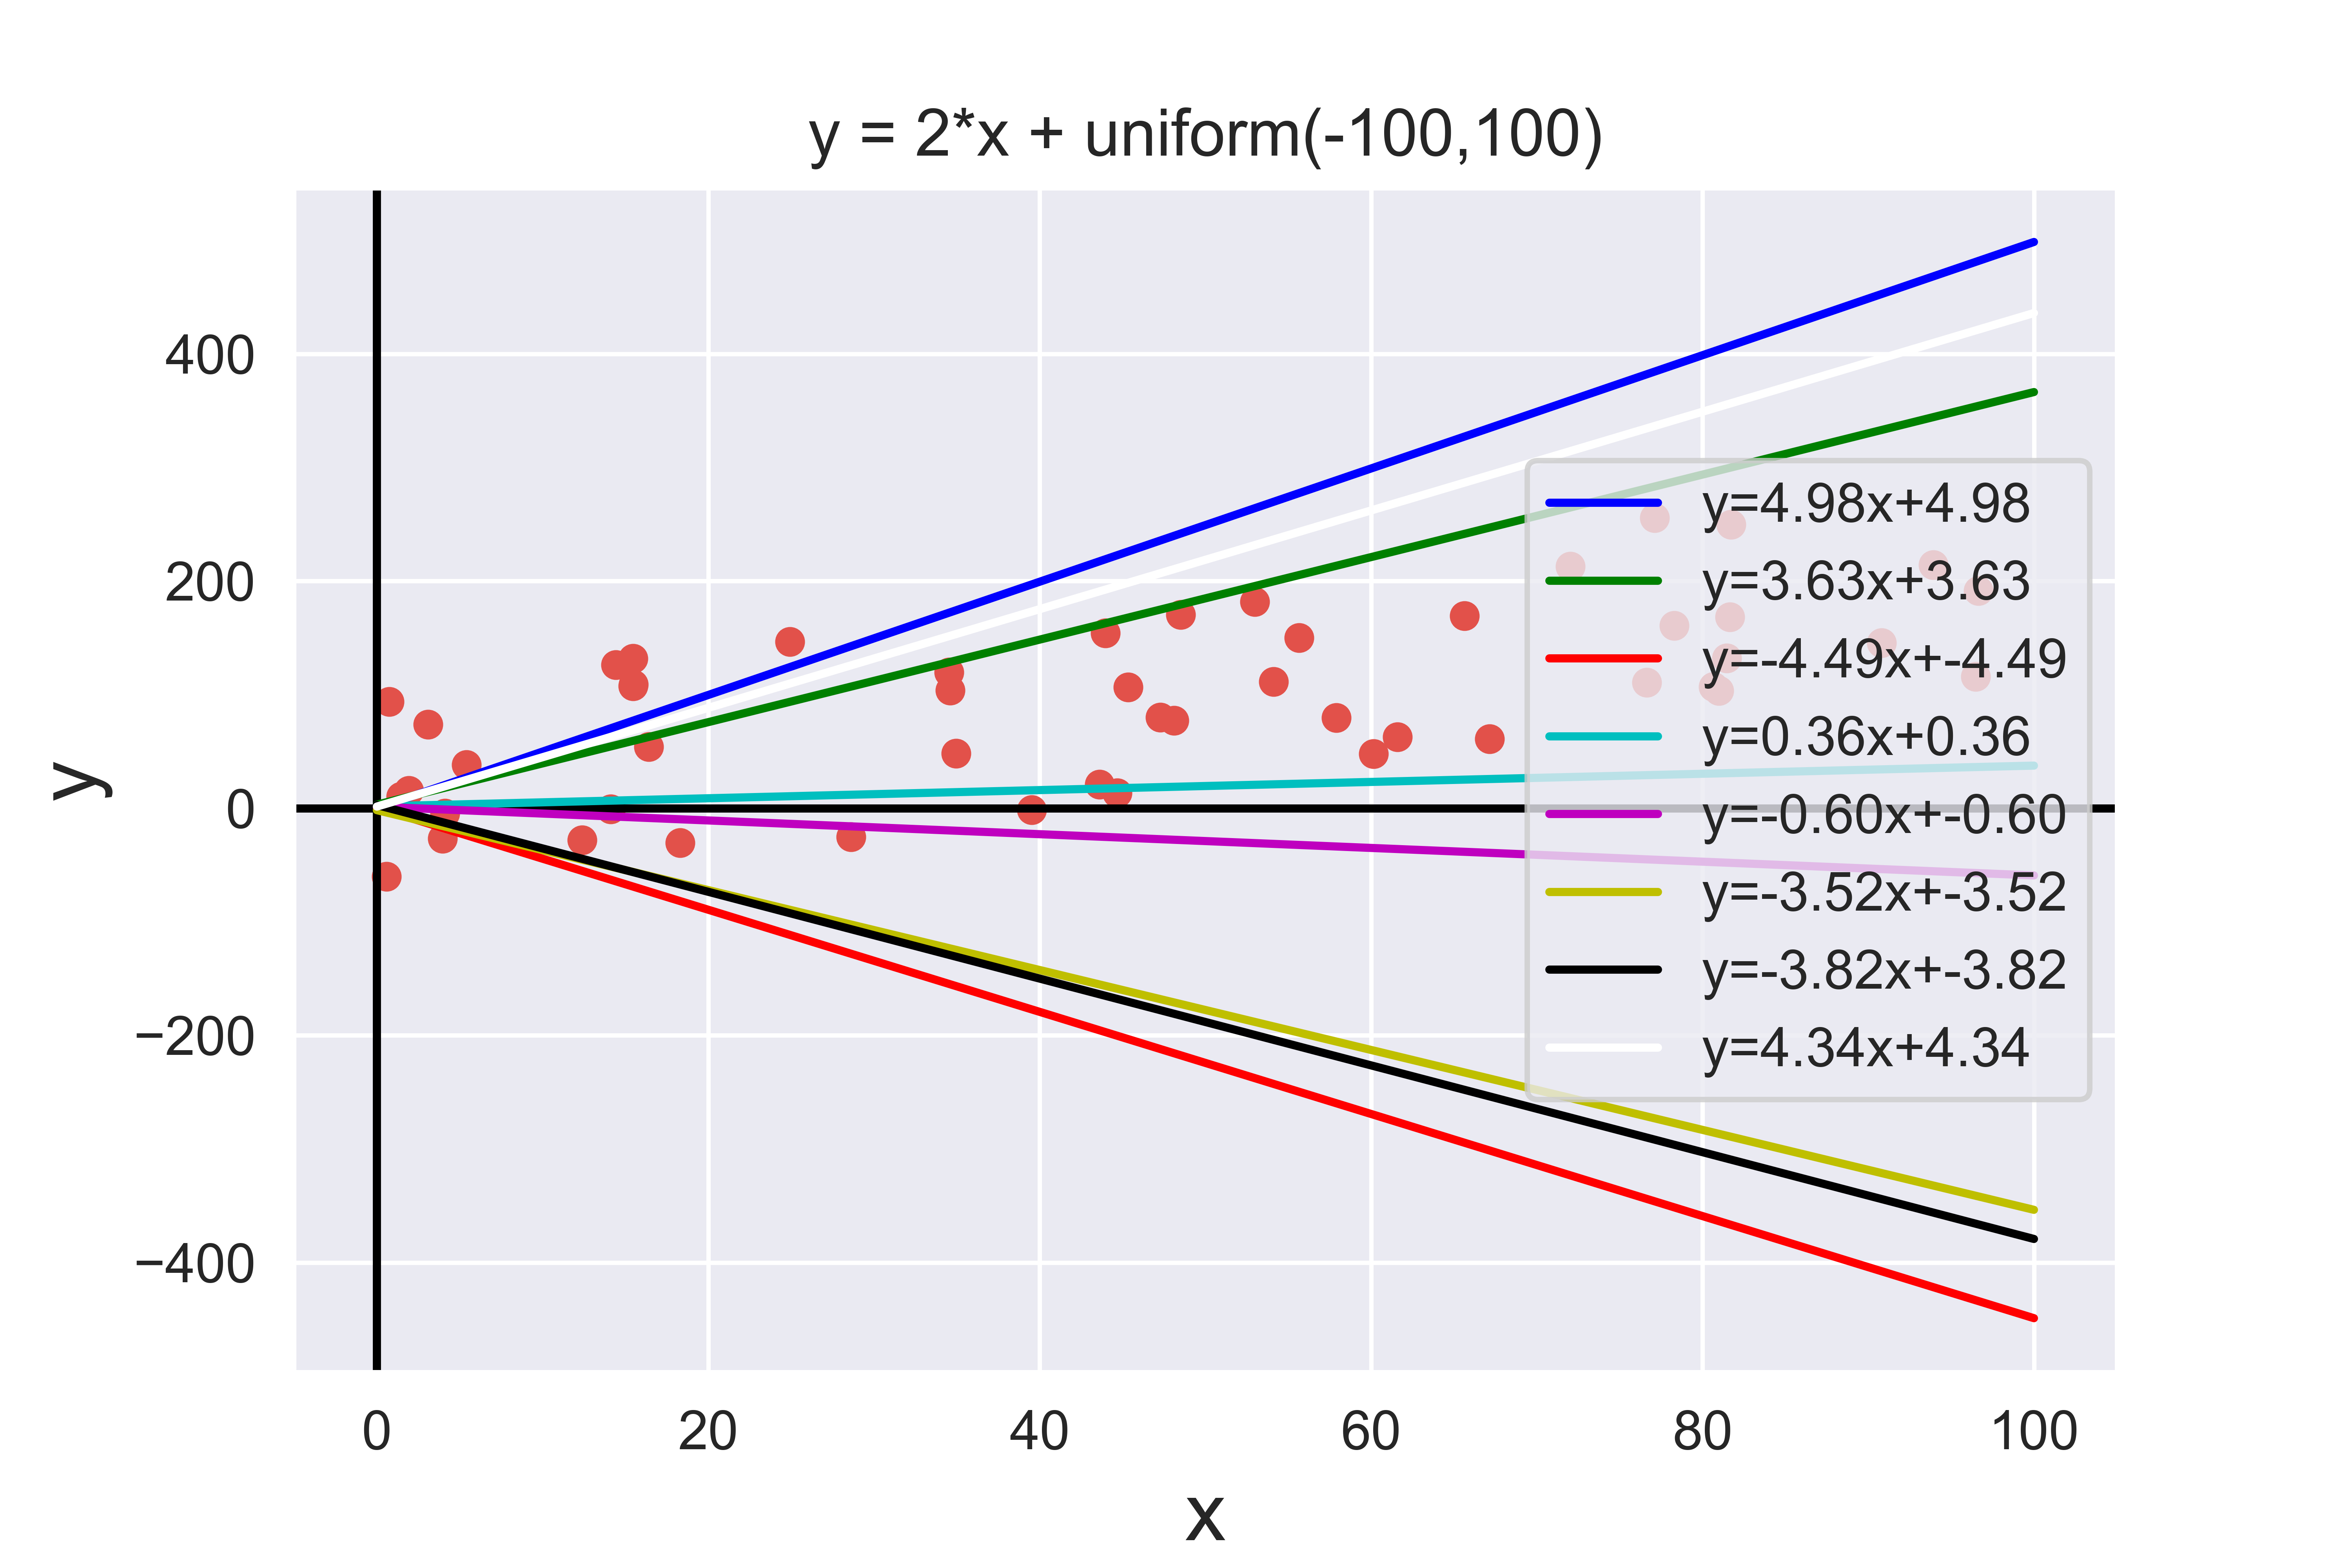 y = 2*x + uniform(-100,100)
400
200
0
−200
−400
y
0 20 40 60 80 100
x
y=4.98x+4.98
y=3.63x+3.63
y=-4.49x+-4.49
y=0.36x+0.36
y=-0.60x+-0.60
y=-3.52x+-3.52
y=-3.82x+-3.82
y=4.34x+4.34